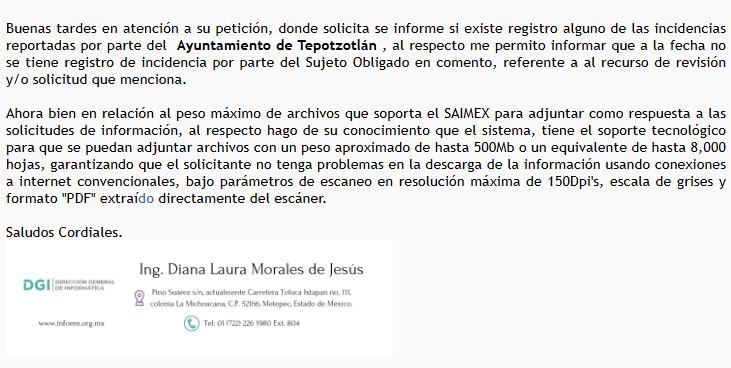 Buenas tardes en atención a su petición, donde solicita se informe si existe registro alguno de las incidencias
reportadas por parte del Ayuntamiento de Tepotzotlán , al respecto me permito informar que a la fecha no
se tiene registro de incidencia por parte del Sujeto Obligado en comento, referente a al recurso de revisión
y/o solicitud que menciona.
Ahora bien en relación al peso máximo de archivos que soporta el SAIMEX para adjuntar como respuesta a las
solicitudes de información, al respecto hago de su conocimiento que el sistema, tiene el soporte tecnológico
para que se puedan adjuntar archivos con un peso aproximado de hasta 500Mb o un equivalente de hasta 8,000
hojas, garantizando que el solicitante no tenga problemas en la descarga de la información usando conexiones
a internet convencionales, bajo parámetros de escaneo en resolución máxima de 150Dpi's, escala de grises y
formato "PDF" extraído directamente del escáner.
Saludos Cordiales.
Ing. Diana Laura Morales de Jesús
DGI DIRECCIÓN GENERAL
DE INFORMÁTICA
Pino Suárez s/n, actualmente Carretera Toluca Ixtapan no. 111,
colonia La Michoacana, C.P. 52166, Metepec, Estado de México.
www.infoem.org.mx
Tel: 01 (722) 226 1980 Ext. 804